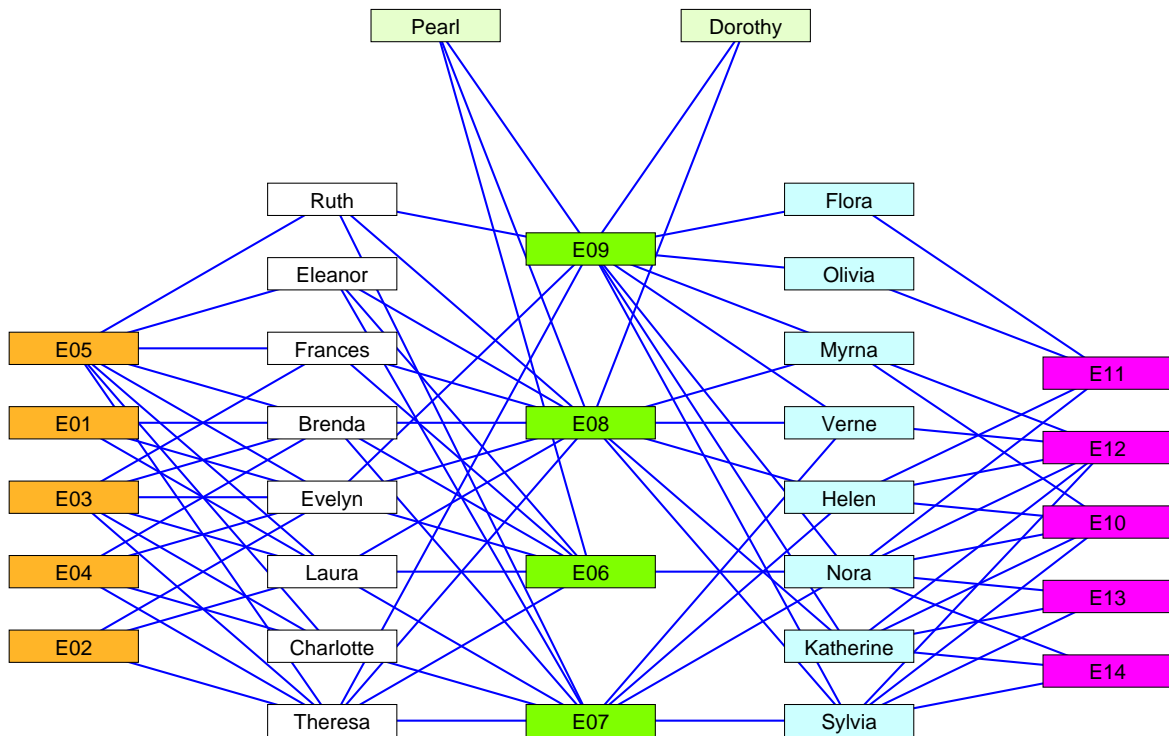 Pearl
Dorothy
Ruth
Flora
E09
Eleanor
Olivia
E05
Frances
Myrna
E11
E01
Brenda
E08
Verne
E12
E03
Evelyn
Helen
E10
E04
Laura
E06
Nora
E13
E02
Charlotte
Katherine
E14
Theresa
E07
Sylvia